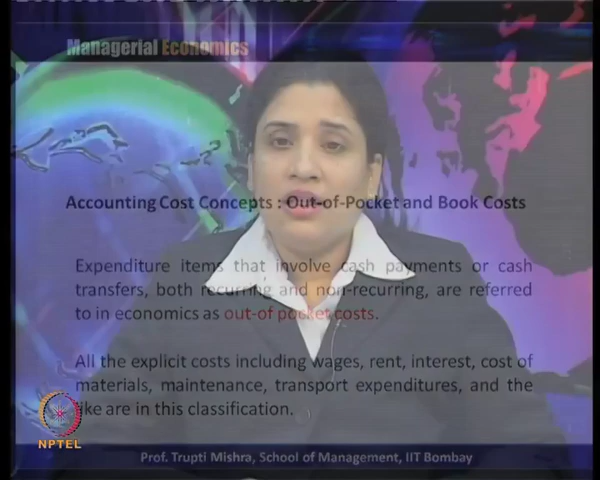 Managerial Economics
Accounting Cost Concepts : Out-of-Pocket and Book Costs
Expenditure items that involve cash payments or cash
transfers, both recurring and non-recurring, are referred
to in economics as out-of pocket costs.
All the explicit costs including wages, rent, interest, cost of
materials, maintenance, transport expenditures, and the
like are in this classification.
NPTEL
Prof. Trupti Mishra, School of Management, IIT Bombay